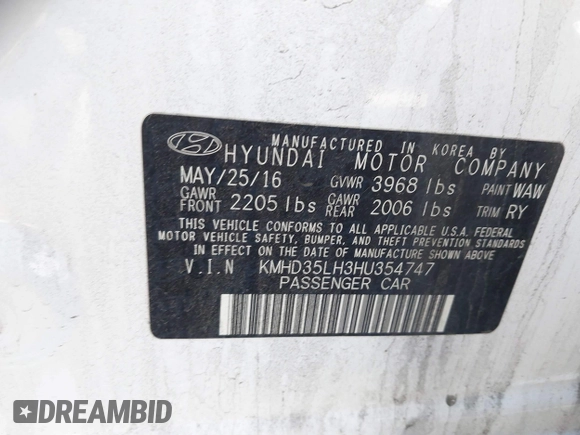 MANUFACTURED IN KOREA BY
HYUNDAI MOTOR COMPANY
MAY/25/16 GVWR 3968 lbs PAINT WAW
GAWR FRONT 2205 lbs GAWR REAR 2006 lbs TRIM RY
THIS VEHICLE CONFORMS TO ALL APPLICABLE U.S.A. FEDERAL
MOTOR VEHICLE SAFETY, BUMPER, AND THEFT PREVENTION STANDARDS
IN EFFECT ON THE DATE OF MANUFACTURE SHOWN ABOVE.
V.I.N KMHD35LH3HU354747
PASSENGER CAR
DREAMBID